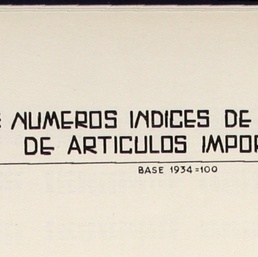 NUMEROS INDICES DE
DE ARTICULOS IMPOR
BASE 1934=100